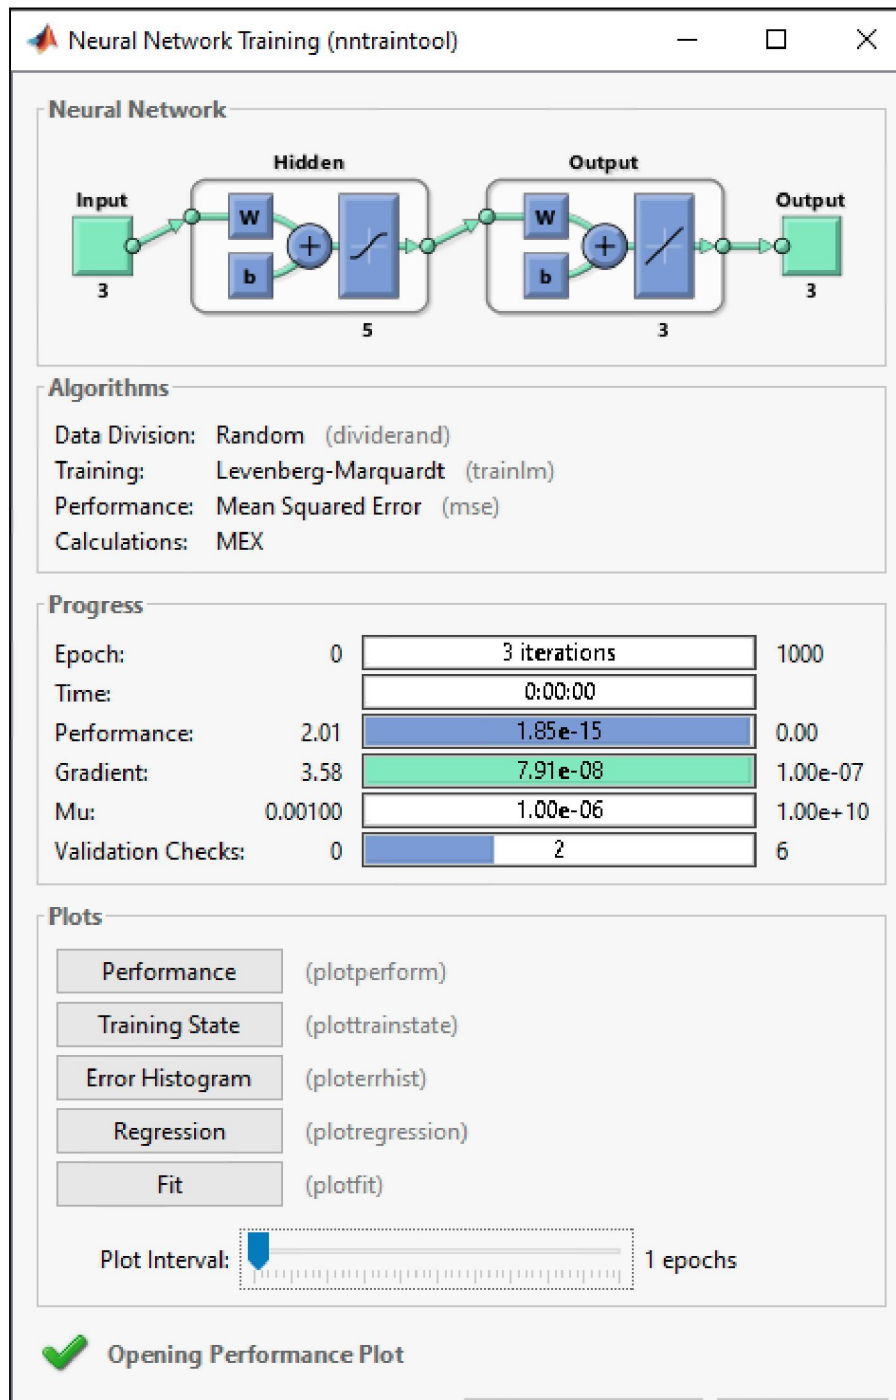 Neural Network Training (nntraintool)
Neural Network
Hidden Output
Input Output
W W
b b
3 3
5 3
Algorithms
Data Division: Random (dividerand)
Training: Levenberg-Marquardt (trainlm)
Performance: Mean Squared Error (mse)
Calculations: MEX
Progress
Epoch: 0 3 iterations 1000
Time: 0:00:00
Performance: 2.01 1.85e-15 0.00
Gradient: 3.58 7.91e-08 1.00e-07
Mu: 0.00100 1.00e-06 1.00e+10
Validation Checks: 0 2 6
Plots
Performance (plotperform)
Training State (plottrainstate)
Error Histogram (ploterrhist)
Regression (plotregression)
Fit (plotfit)
Plot Interval: 1 epochs
Opening Performance Plot